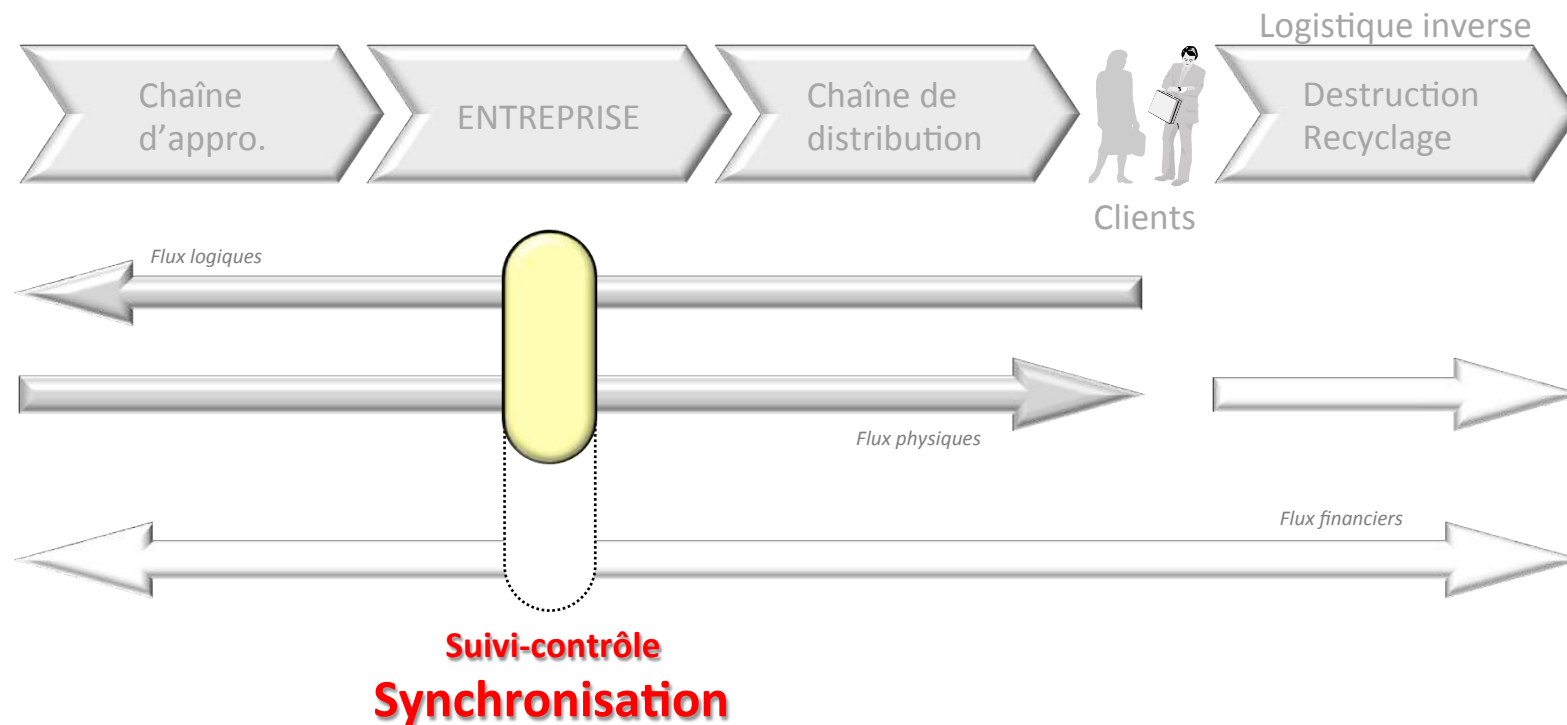 Logistique inverse
Chaîne
d’appro.
ENTREPRISE
Chaîne de
distribution
Destruction
Recyclage
Clients
Flux logiques
Flux physiques
Flux financiers
Suivi-contrôle
Synchronisation